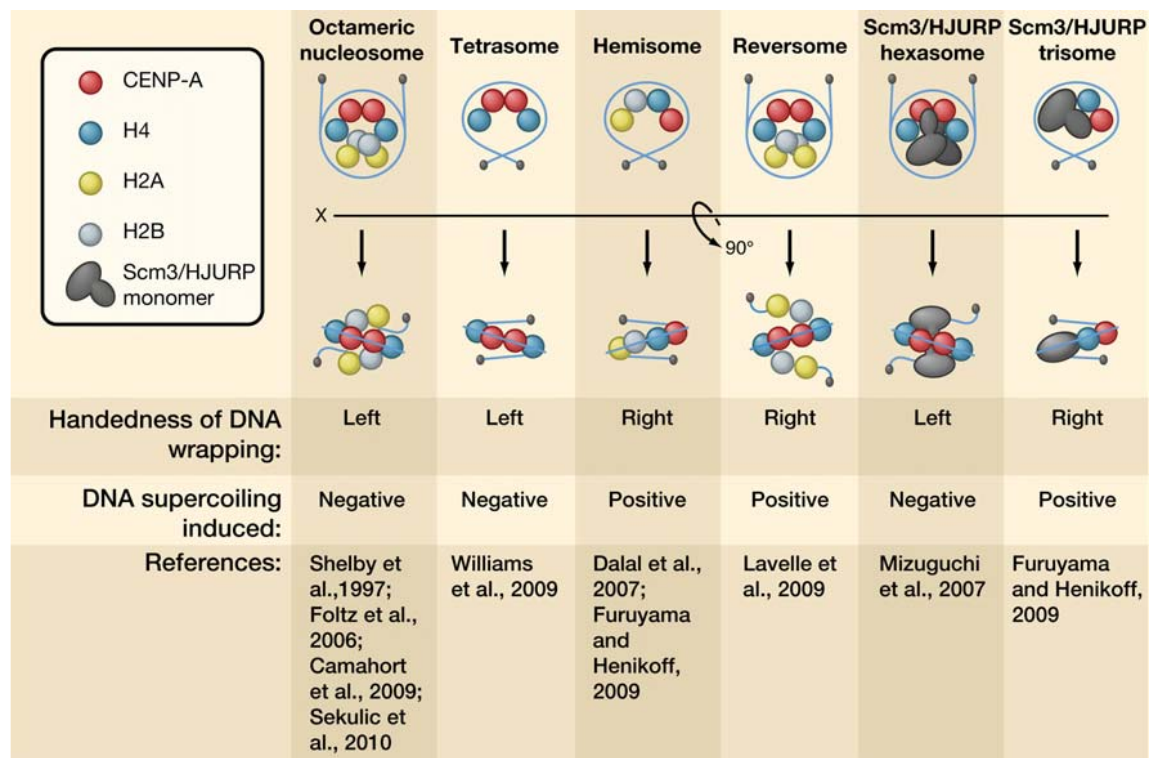 CENP-A
H4
H2A
H2B
Scm3/HJURP
monomer
Octameric
nucleosome
Tetrasome
Hemisome
Reversome
Scm3/HJURP
hexasome
Scm3/HJURP
trisome
X
90°
Handedness of DNA
wrapping:
Left
Left
Right
Right
Left
Right
DNA supercoiling
induced:
Negative
Negative
Positive
Positive
Negative
Positive
References:
Shelby et
al.,1997;
Foltz et al.,
2006;
Camahort
et al., 2009;
Sekulic et
al., 2010
Williams
et al., 2009
Dalal et al.,
2007;
Furuyama
and
Henikoff,
2009
Lavelle et
al., 2009
Mizuguchi
et al., 2007
Furuyama
and Henikoff,
2009